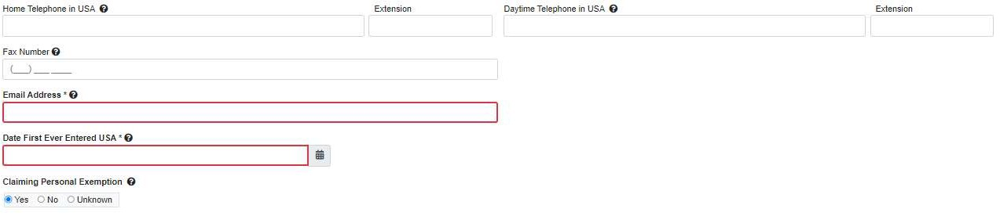 Home Telephone in USA Extension Daytime Telephone in USA Extension
Fax Number
(___) ___ ____
Email Address *
Date First Ever Entered USA *
Claiming Personal Exemption
Yes No Unknown